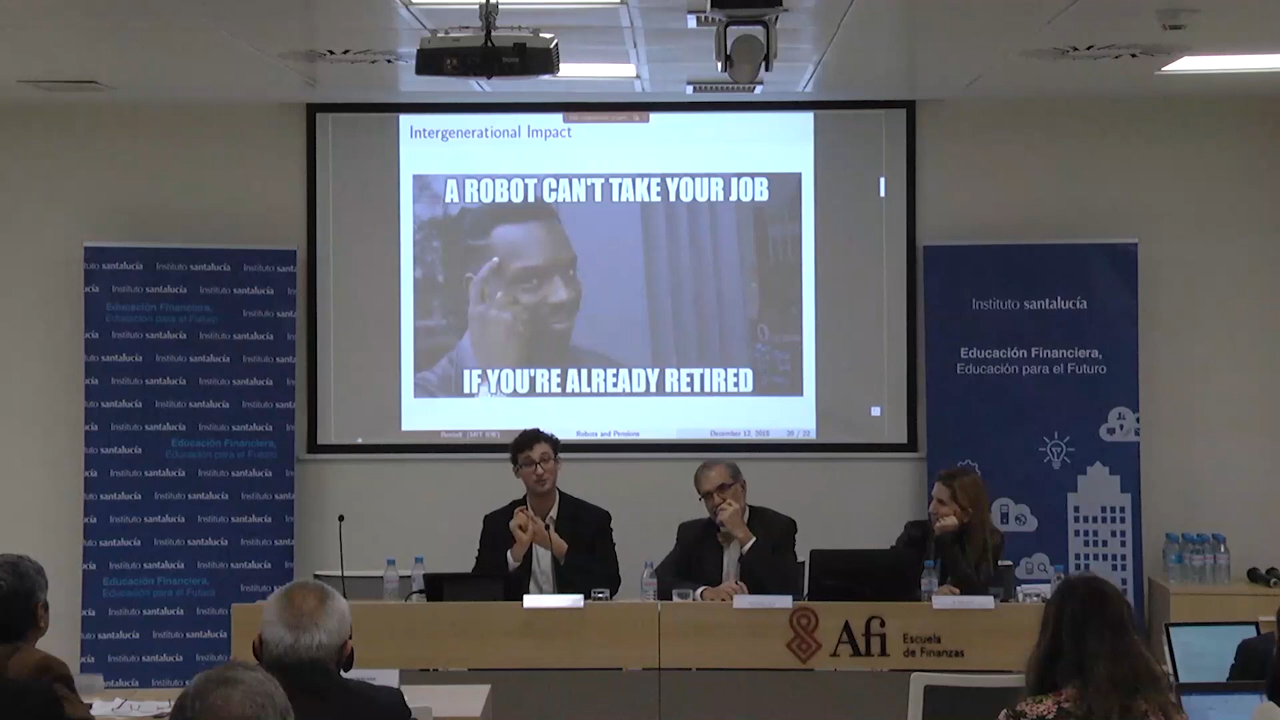 Intergenerational Impact
A ROBOT CAN'T TAKE YOUR JOB
IF YOU'RE ALREADY RETIRED
Robots and Pensions
December 12, 2018
20 / 22
Instituto santalucía
Educación Financiera,
Educación para el Futuro
Instituto santalucía
Educación Financiera,
Educación para el Futuro
Afi
Escuela
de Finanzas